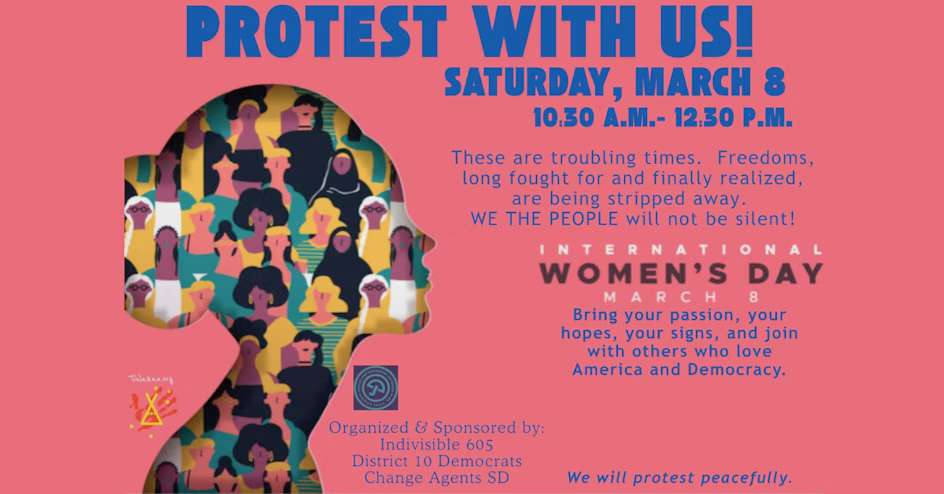 PROTEST WITH US!
SATURDAY, MARCH 8
10:30 A.M.- 12:30 P.M.
These are troubling times. Freedoms,
long fought for and finally realized,
are being stripped away.
WE THE PEOPLE will not be silent!
INTERNATIONAL
WOMEN'S DAY
MARCH 8
Bring your passion, your
hopes, your signs, and join
with others who love
America and Democracy.
Organized & Sponsored by:
Indivisible 605
District 10 Democrats
Change Agents SD
We will protest peacefully.